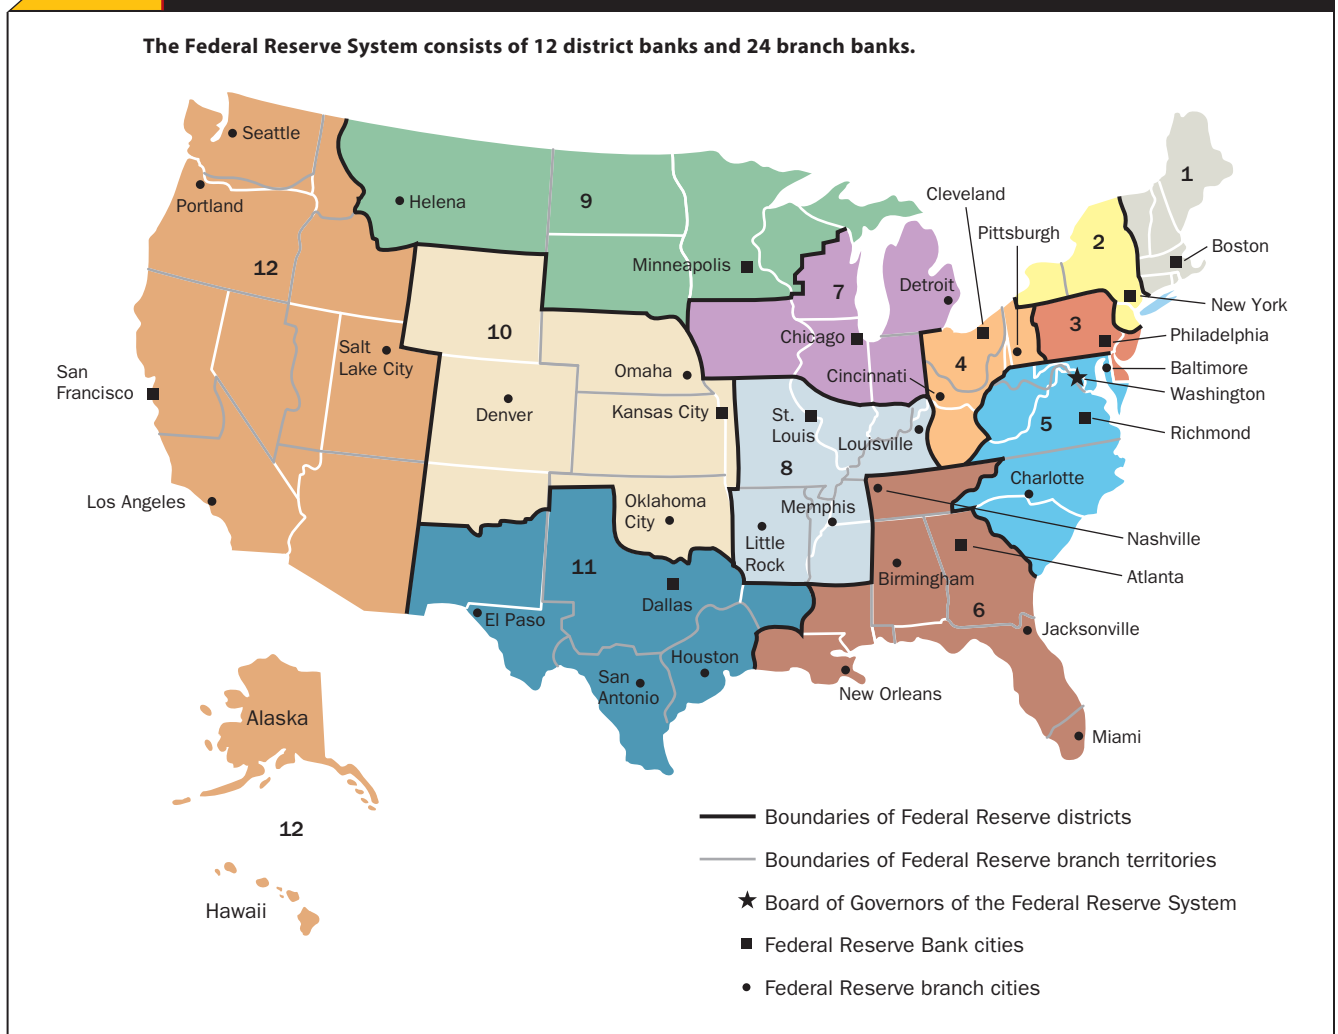 The Federal Reserve System consists of 12 district banks and 24 branch banks.
Seattle
Portland
Helena
9
12
Minneapolis
10
7
Detroit
Cleveland
Pittsburgh
1
2
Boston
New York
3
Philadelphia
Baltimore
Washington
Richmond
Salt
Lake City
San
Francisco
Omaha
Chicago
Cincinnati
4
Denver
Kansas City
St.
Louis
Louisville
5
8
Charlotte
Los Angeles
Oklahoma
City
Memphis
Little
Rock
Nashville
Atlanta
Birmingham
11
Dallas
6
El Paso
Jacksonville
Houston
San
Antonio
New Orleans
Miami
Alaska
12
Hawaii
Boundaries of Federal Reserve districts
Boundaries of Federal Reserve branch territories
Board of Governors of the Federal Reserve System
Federal Reserve Bank cities
Federal Reserve branch cities